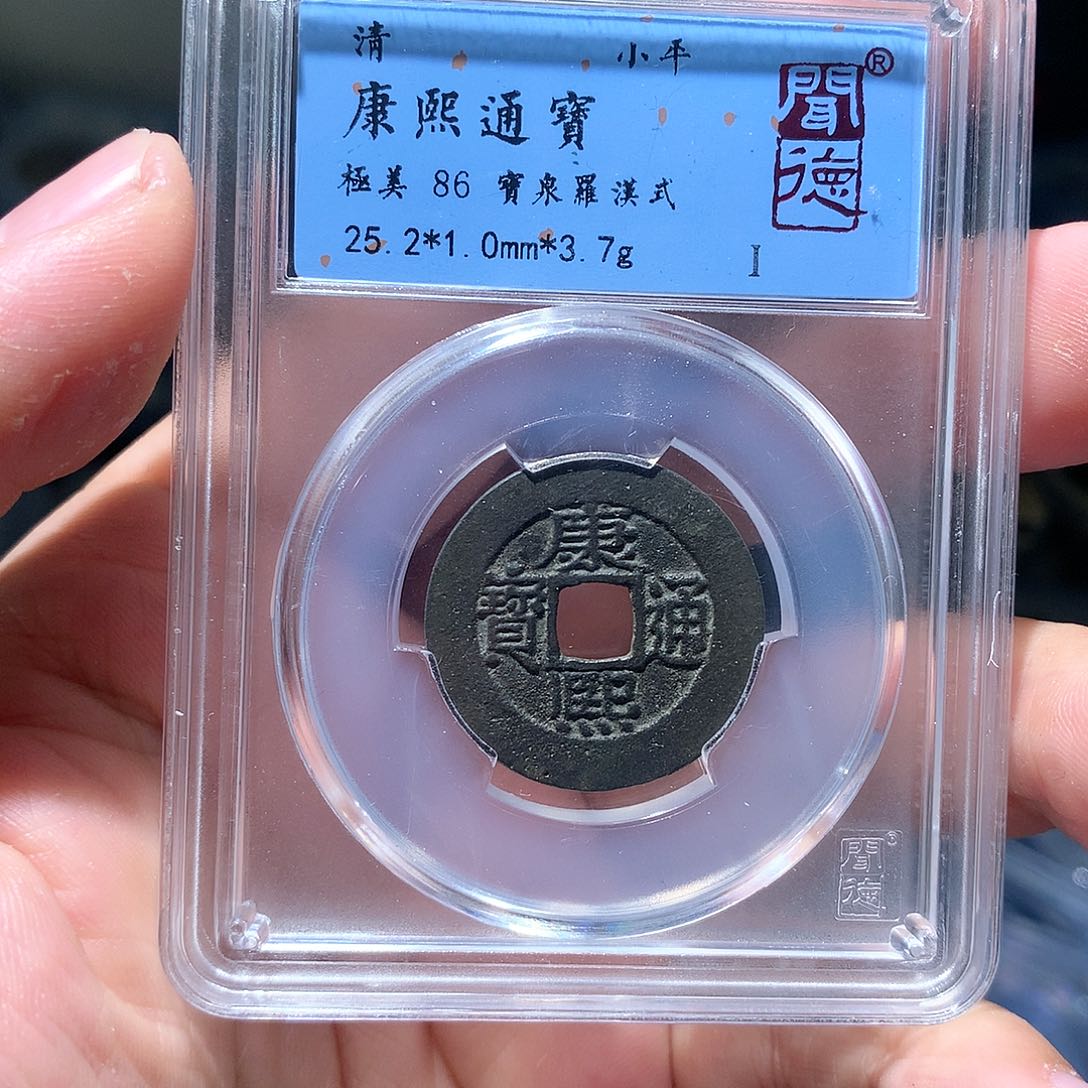 清 小平
康熙通寶
極美 86 寶泉羅漢式
25.2*1.0mm*3.7g I
聞德®
康熙通寶
聞德